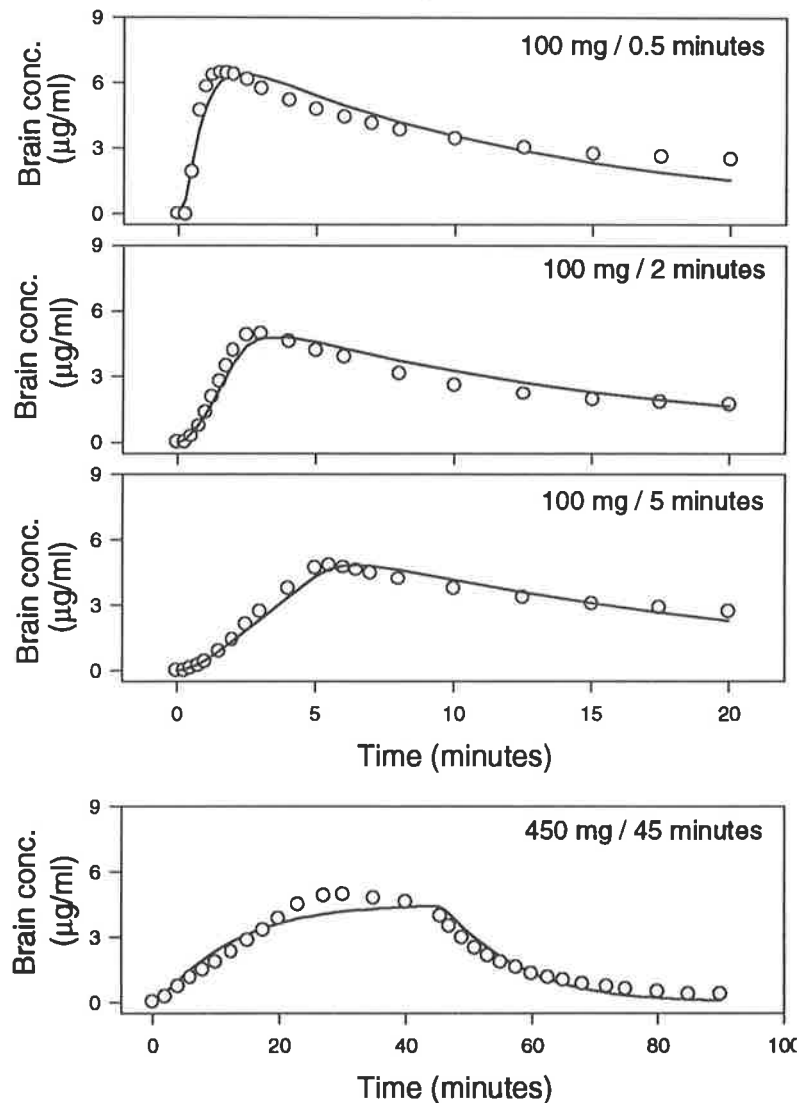 9
6
3
0
Brain conc.
(µg/ml)
100 mg / 0.5 minutes
9
6
3
0
Brain conc.
(µg/ml)
100 mg / 2 minutes
9
6
3
0
Brain conc.
(µg/ml)
100 mg / 5 minutes
0 5 10 15 20
Time (minutes)
9
6
3
0
Brain conc.
(µg/ml)
450 mg / 45 minutes
0 20 40 60 80 100
Time (minutes)